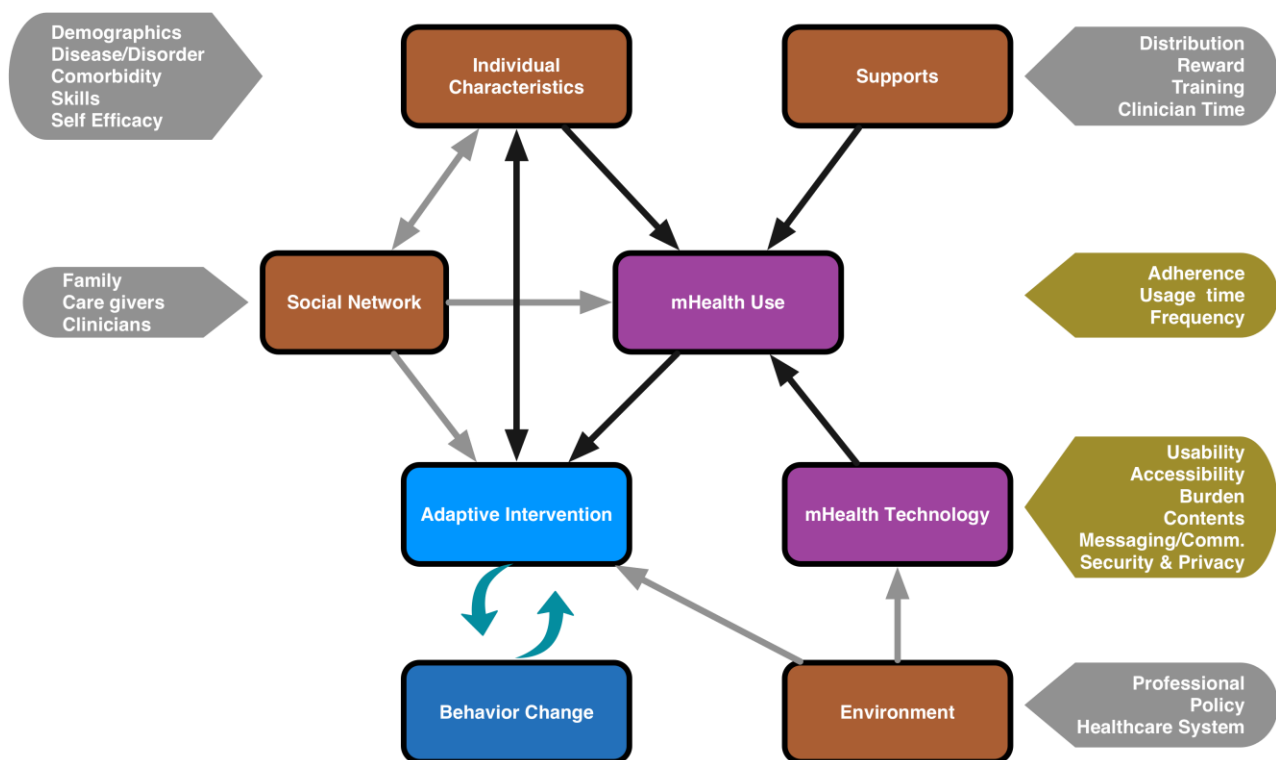 Demographics
Disease/Disorder
Comorbidity
Skills
Self Efficacy
Individual
Characteristics
Supports
Distribution
Reward
Training
Clinician Time
Family
Care givers
Clinicians
Social Network
mHealth Use
Adherence
Usage time
Frequency
Adaptive Intervention
mHealth Technology
Usability
Accessibility
Burden
Contents
Messaging/Comm.
Security & Privacy
Behavior Change
Environment
Professional
Policy
Healthcare System